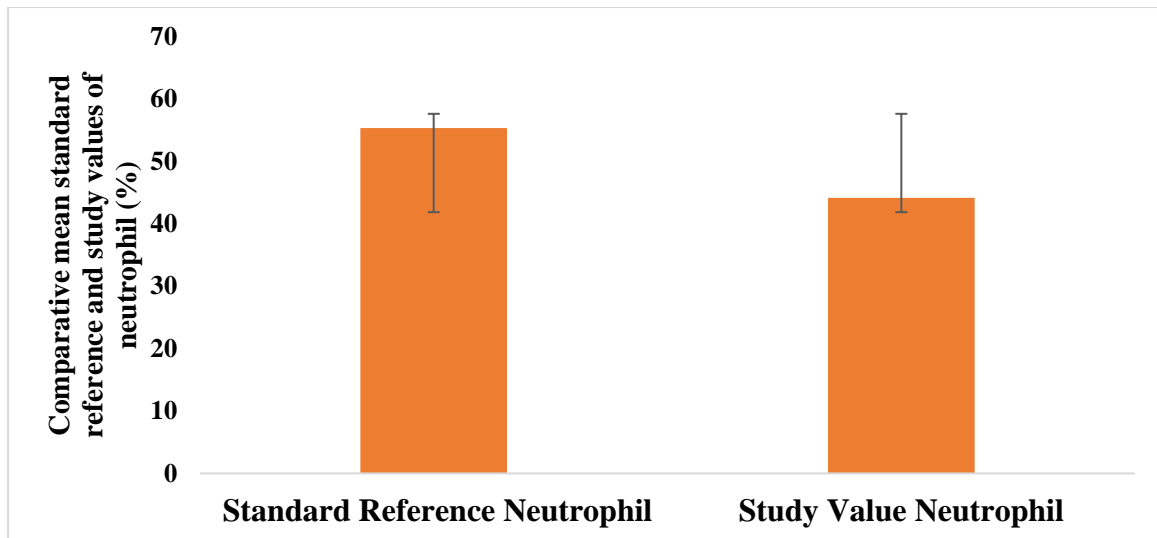 Comparative mean standard
reference and study values of
neutrophil (%)
70
60
50
40
30
20
10
0
Standard Reference Neutrophil
Study Value Neutrophil